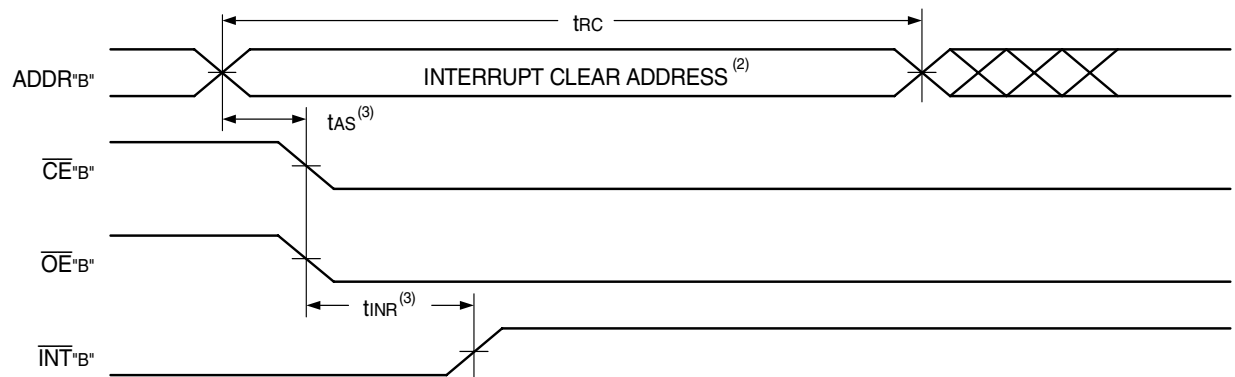 tRC
ADDR"B"
INTERRUPT CLEAR ADDRESS(2)
tAS(3)
CE"B"
OE"B"
tINR(3)
INT"B"